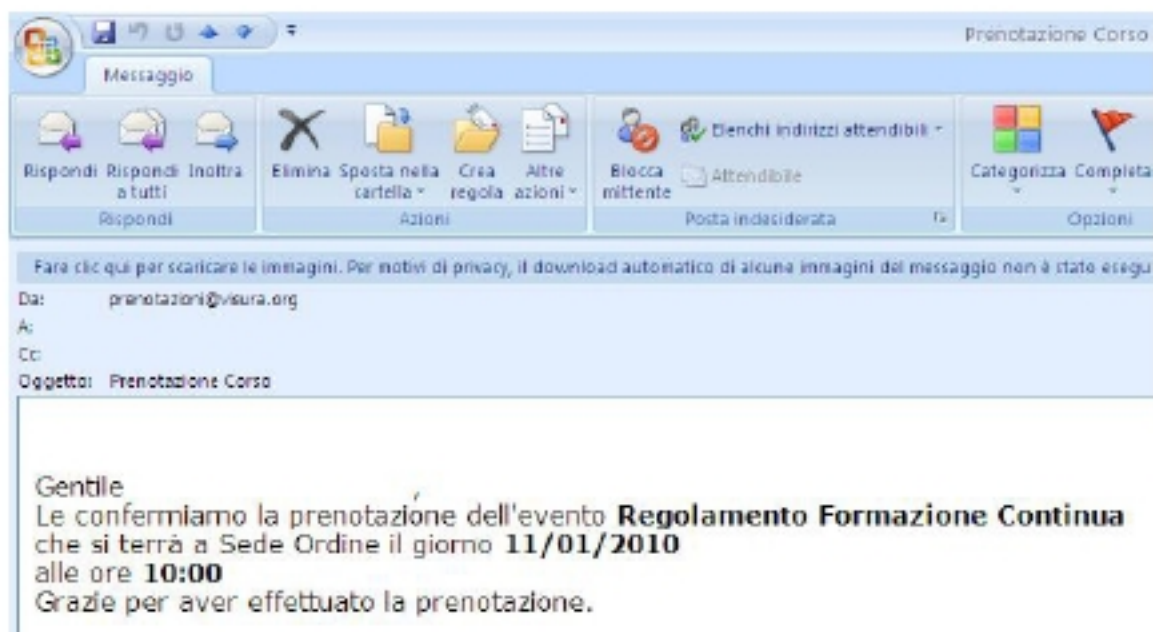 Prenotazione Corso
Messaggio
Rispondi Rispondi a tutti Inoltra Elimina Sposta nella cartella Crea regola Altre azioni Blocca mittente Elenchi indirizzi attendibili Attendibile Categorizza Completa
Rispondi Azioni Posta indesiderata Opzioni
Fare clic qui per scaricare le immagini. Per motivi di privacy, il download automatico di alcune immagini del messaggio non è stato esegu
Da: prenotazioni@visura.org
A:
Cc:
Oggetto: Prenotazione Corso
Gentile
Le confermiamo la prenotazione dell'evento Regolamento Formazione Continua
che si terrà a Sede Ordine il giorno 11/01/2010
alle ore 10:00
Grazie per aver effettuato la prenotazione.